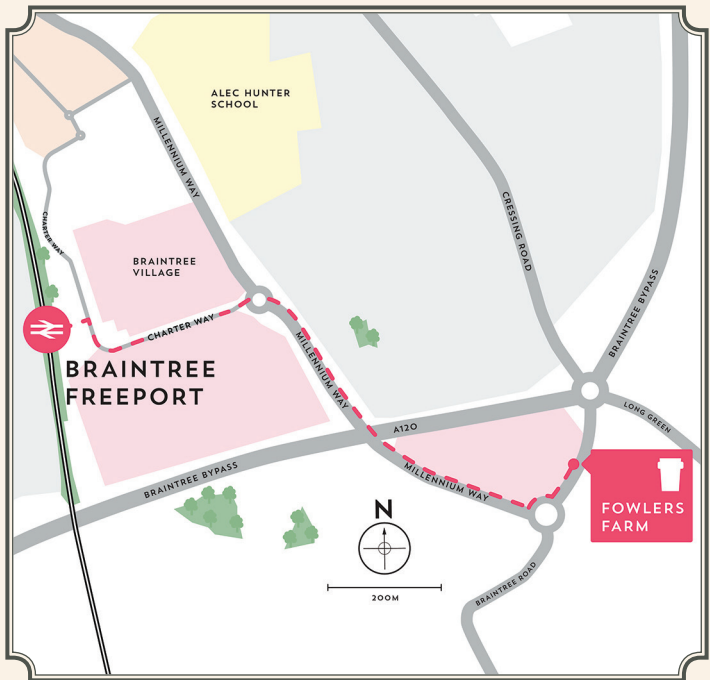 ALEC HUNTER
SCHOOL
MILLENNIUM WAY
CRESSING ROAD
CHARTER WAY
BRAINTREE
VILLAGE
BRAINTREE BYPASS
CHARTER WAY
MILLENNIUM WAY
BRAINTREE
FREEPORT
LONG GREEN
A120
BRAINTREE BYPASS
MILLENNIUM WAY
FOWLERS
FARM
N
BRAINTREE ROAD
200M